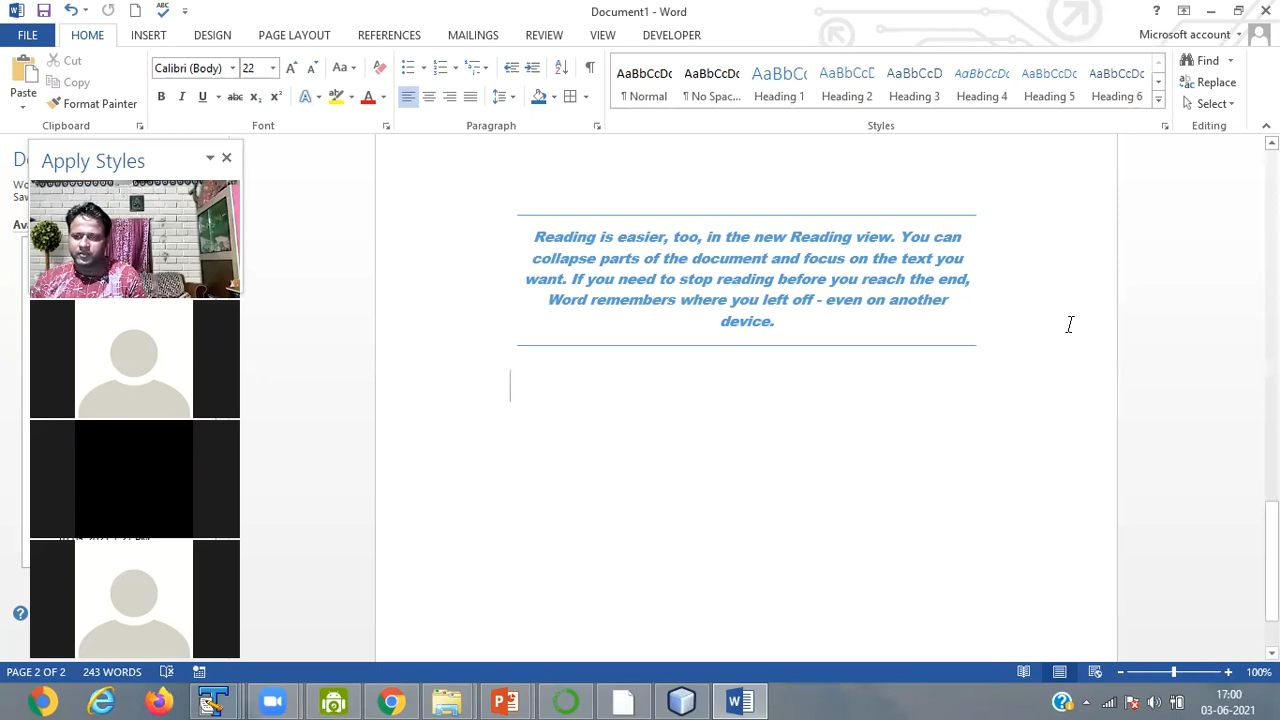 Document1 - Word
?
FILE
HOME
INSERT
DESIGN
PAGE LAYOUT
REFERENCES
MAILINGS
REVIEW
VIEW
DEVELOPER
Microsoft account
Paste
Cut
Copy
Format Painter
Clipboard
Calibri (Body)
22
Font
Paragraph
AaBbCcDc
¶ Normal
AaBbCcDc
¶ No Spac...
AaBbCc
Heading 1
AaBbCcE
Heading 2
AaBbCcD
Heading 3
AaBbCcDc
Heading 4
AaBbCcDc
Heading 5
AaBbCcDc
Heading 6
Styles
Find
Replace
Select
Editing
Apply Styles
Reading is easier, too, in the new Reading view. You can
collapse parts of the document and focus on the text you
want. If you need to stop reading before you reach the end,
Word remembers where you left off - even on another
device.
PAGE 2 OF 2
243 WORDS
100%
17:00
03-06-2021